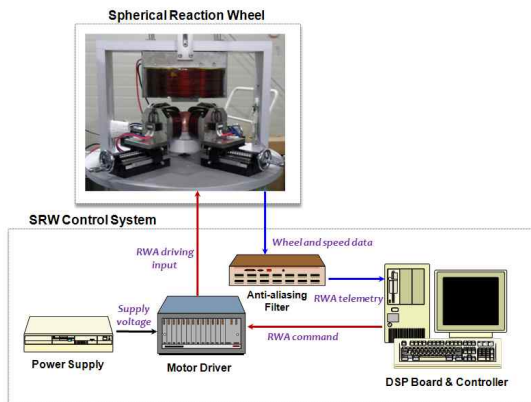 Spherical Reaction Wheel
SRW Control System
RWA driving
input
Wheel and speed data
Anti-aliasing
Filter
RWA telemetry
Supply
voltage
RWA command
Power Supply
Motor Driver
DSP Board & Controller